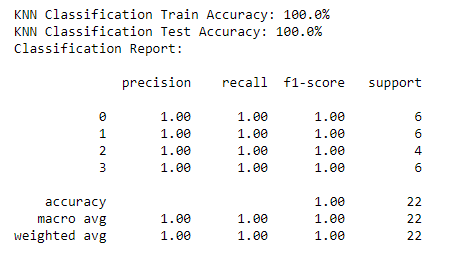 KNN Classification Train Accuracy: 100.0%
KNN Classification Test Accuracy: 100.0%
Classification Report:
precision recall f1-score support
0 1.00 1.00 1.00 6
1 1.00 1.00 1.00 6
2 1.00 1.00 1.00 4
3 1.00 1.00 1.00 6
accuracy 1.00 22
macro avg 1.00 1.00 1.00 22
weighted avg 1.00 1.00 1.00 22